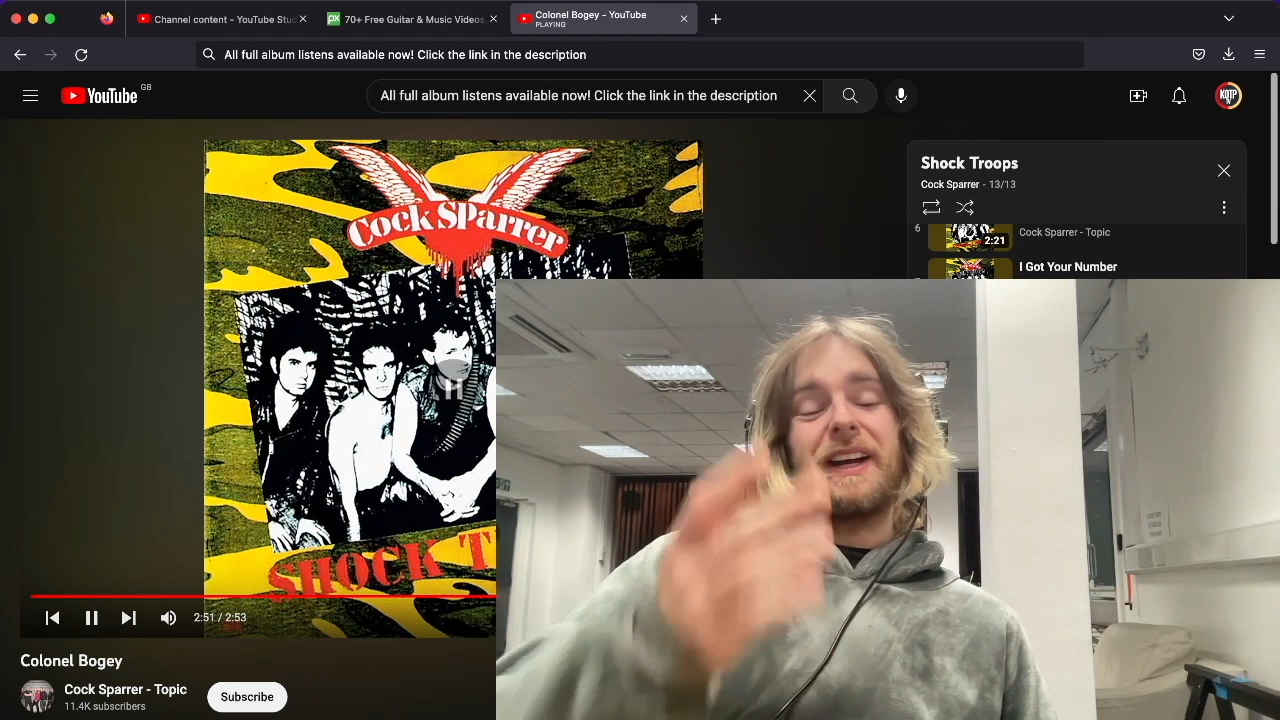 Channel content - YouTube Stud
70+ Free Guitar & Music Videos,
Colonel Bogey - YouTube
PLAYING
All full album listens available now! Click the link in the description
YouTube GB
All full album listens available now! Click the link in the description
KOTP
Shock Troops
Cock Sparrer - 13/13
6
2:21
Cock Sparrer - Topic
I Got Your Number
Cock Sparrer
SHOCK T
2:51 / 2:53
Colonel Bogey
Cock Sparrer - Topic
11.4K subscribers
Subscribe